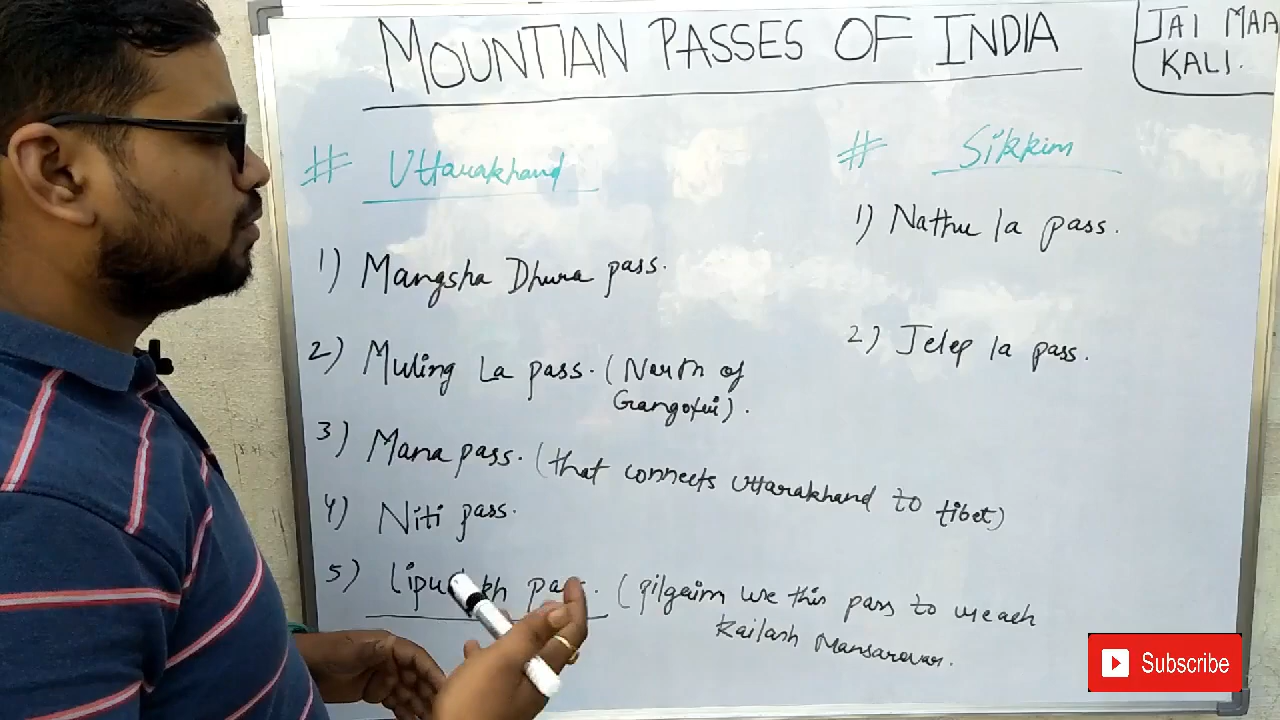 MOUNTIAN PASSES OF INDIA
JAI MAA
KALI.
# Uttarakhand
1) Mangsha Dhura pass.
2) Muling La pass. (North of
Gangotri).
3) Mana pass. (that connects Uttarakhand to tibet)
4) Niti pass.
5) Lipulekh pass. (pilgrim use this pass to reach
Kailash Mansarovar.
# Sikkim
1) Nathu la pass.
2) Jelep la pass.
Subscribe